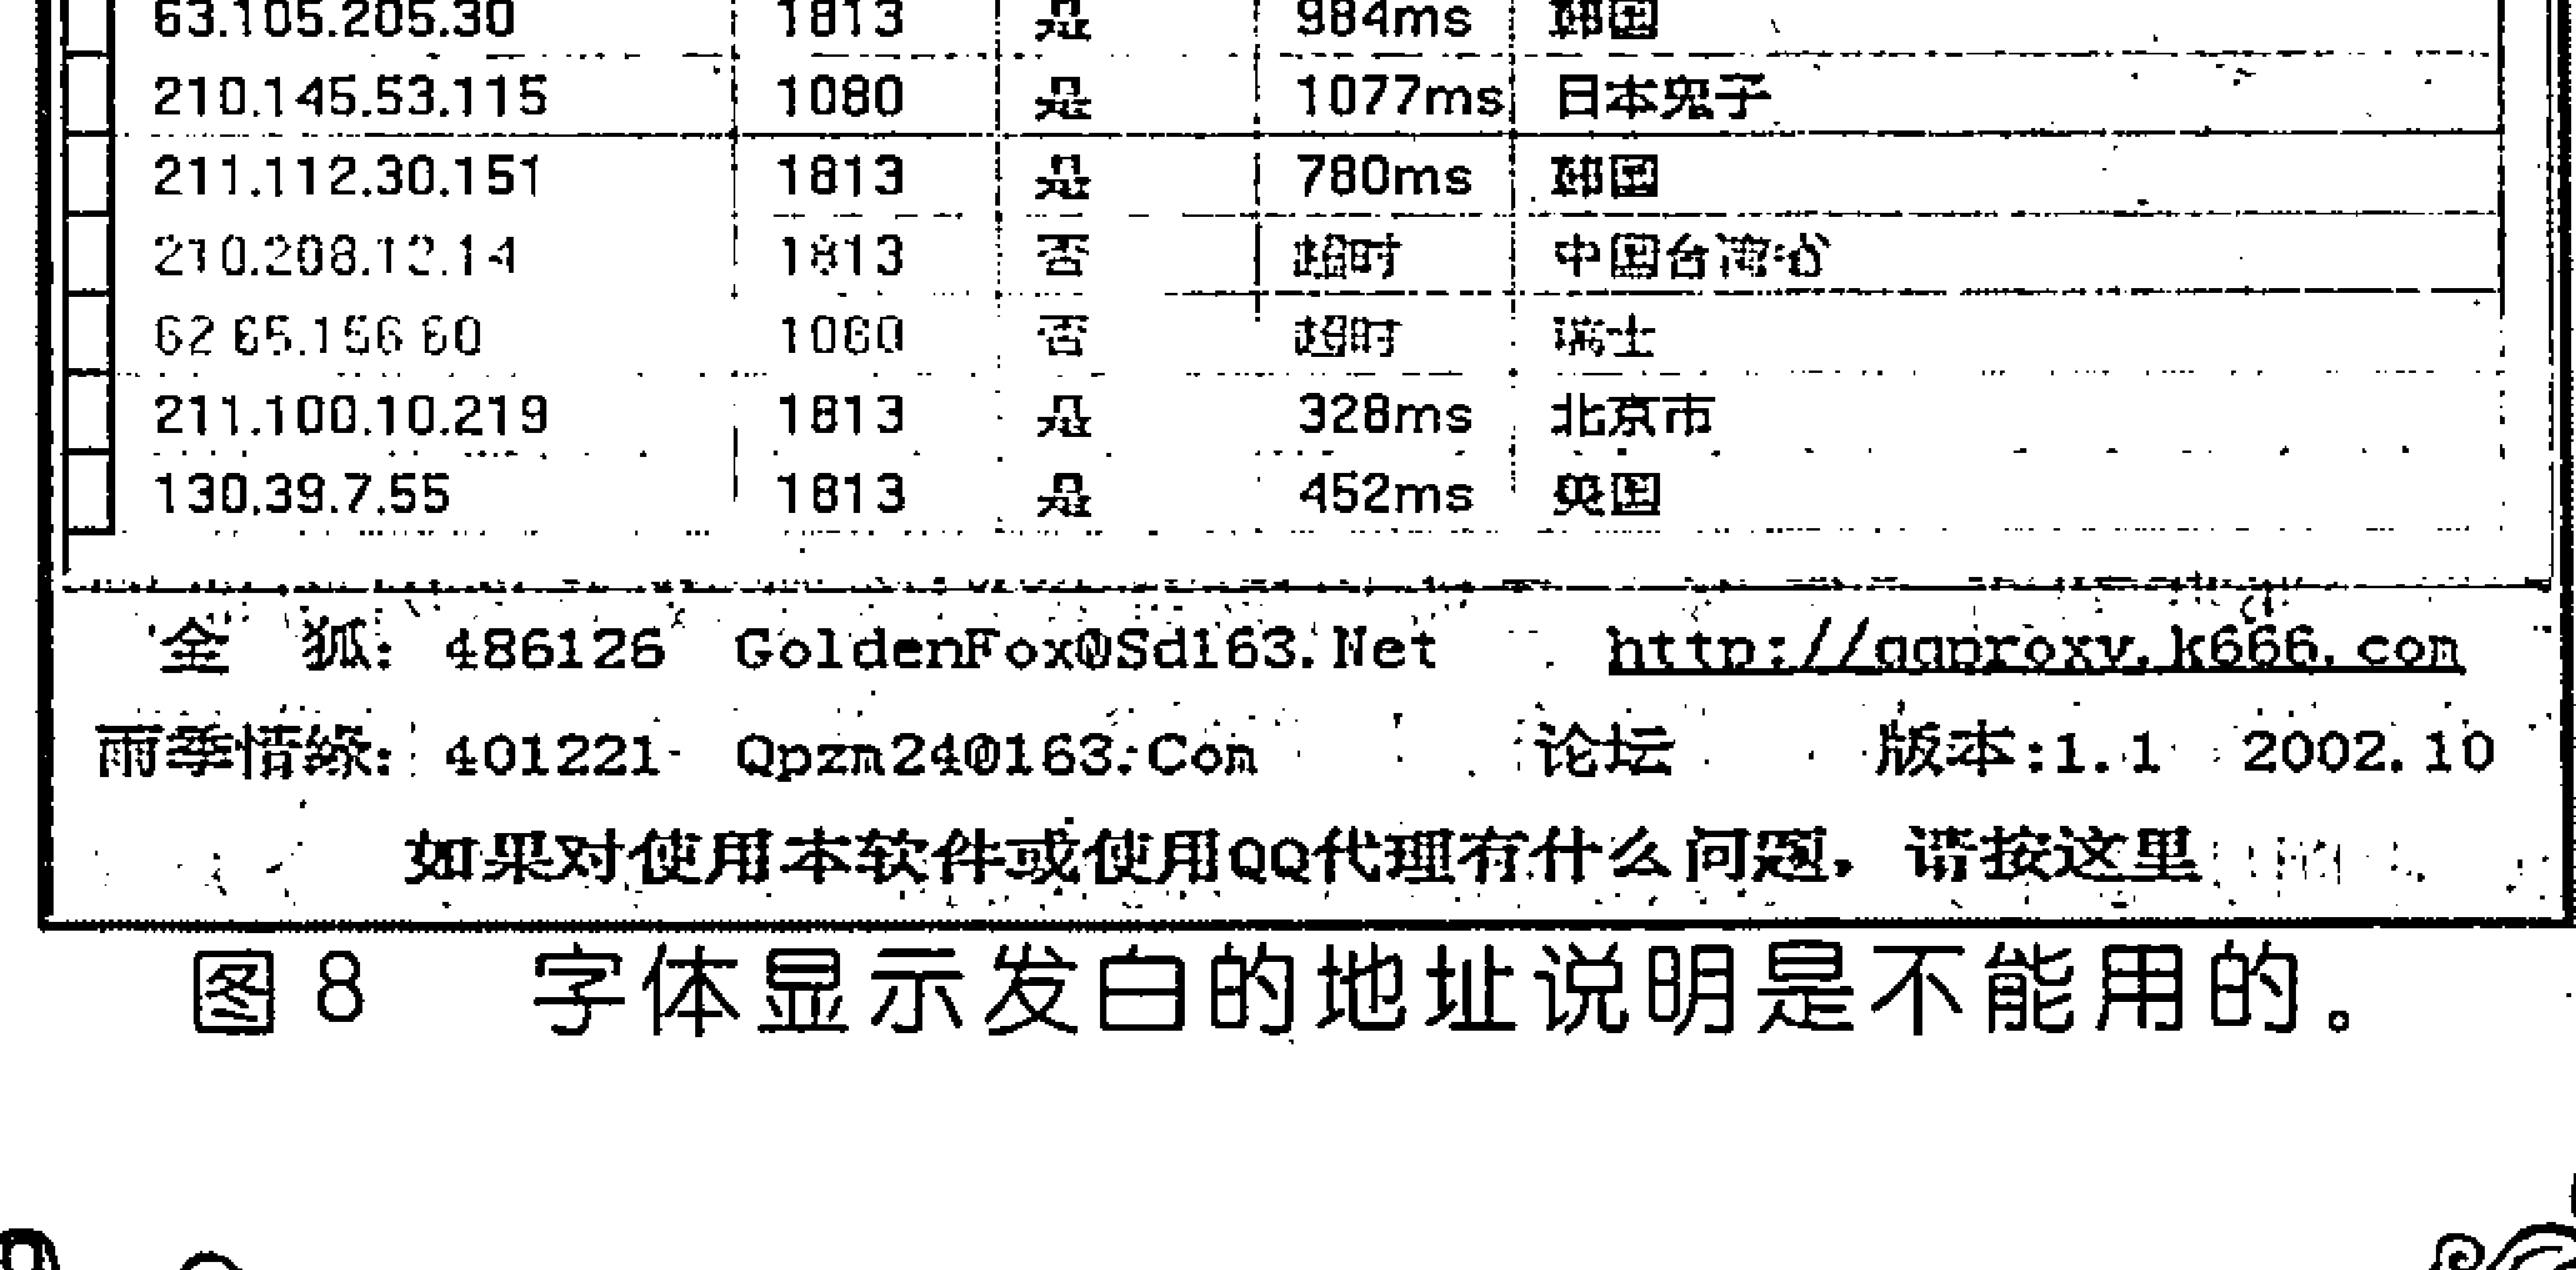 63.105.205.30 1813 是 984ms 韩国
210.145.53.115 1080 是 1077ms 日本鬼子
211.112.30.151 1813 是 780ms 韩国
210.208.12.14 1813 否 超时 中国台湾省
62.65.156.60 1080 否 超时 瑞士
211.100.10.219 1813 是 328ms 北京市
130.39.7.55 1813 是 452ms 美国
金 狐: 486126 GoldenFox@Sd163.Net http://qqproxy.k666.com
雨季情缘: 401221 Qpzm24@163.Com 论坛 版本:1.1 2002.10
如果对使用本软件或使用QQ代理有什么问题，请按这里
图8 字体显示发白的地址说明是不能用的。